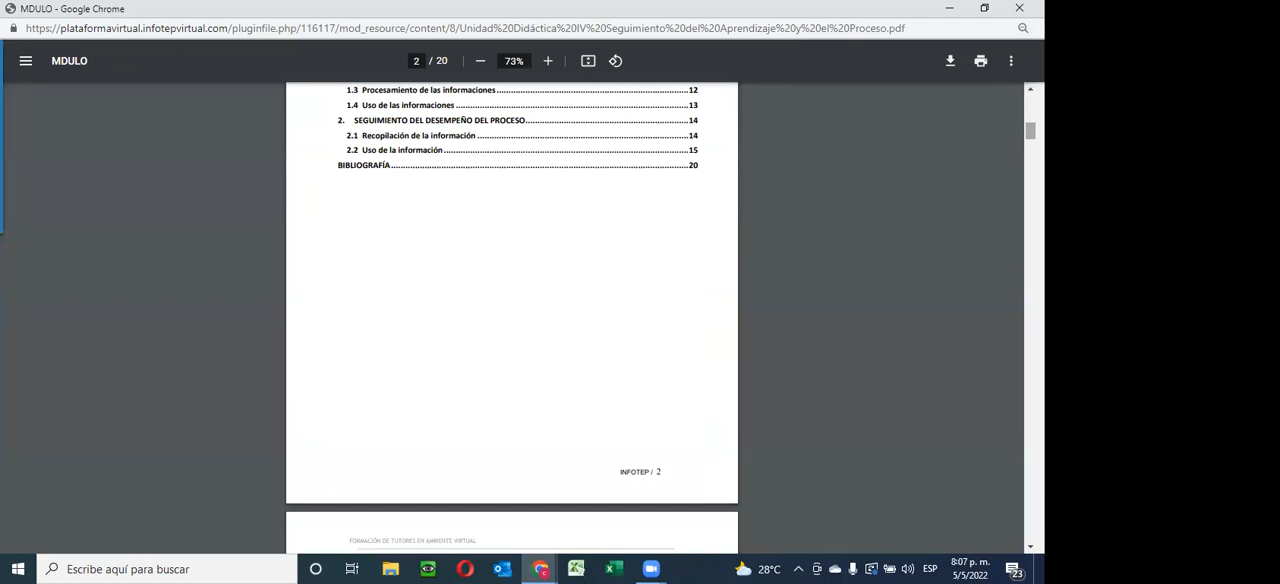 MDULO - Google Chrome
https://plataformavirtual.infotepvirtual.com/pluginfile.php/116117/mod_resource/content/8/Unidad%20Didáctica%20IV%20Seguimiento%20del%20Aprendizaje%20y%20el%20Proceso.pdf
MDULO 2 / 20 73%
1.3 Procesamiento de las informaciones 12
1.4 Uso de las informaciones 13
2. SEGUIMIENTO DEL DESEMPEÑO DEL PROCESO 14
2.1 Recopilación de la información 14
2.2 Uso de la información 15
BIBLIOGRAFÍA 20
INFOTEP / 2
FORMACIÓN DE TUTORES EN AMBIENTE VIRTUAL
Escribe aquí para buscar
28°C
ESP
8:07 p. m.
5/5/2022
23